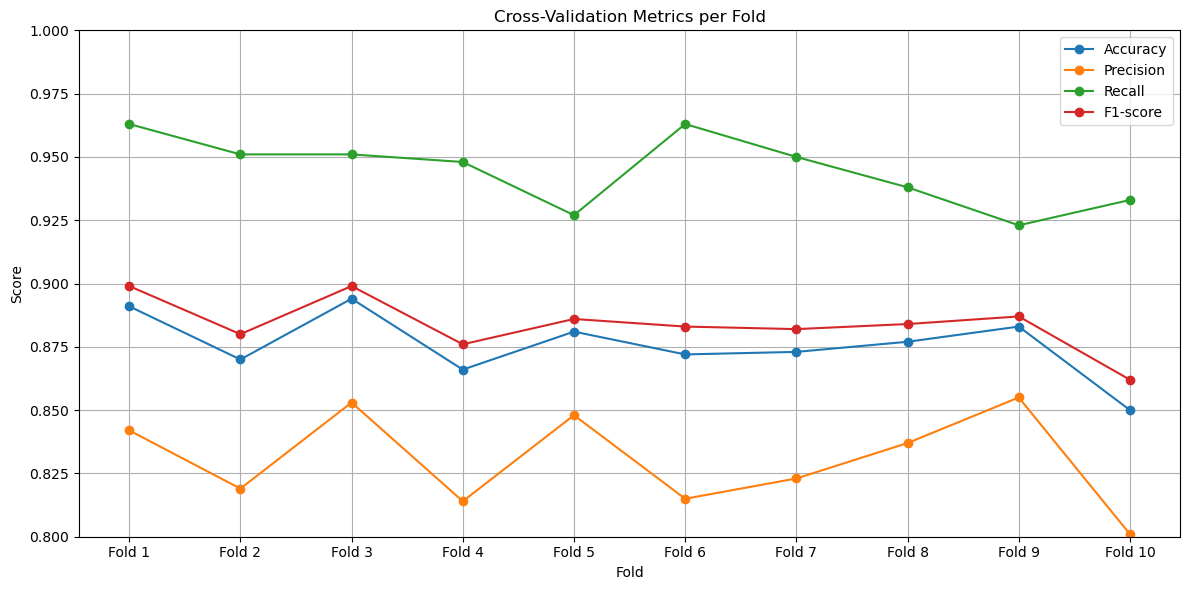 Cross-Validation Metrics per Fold
1.000
0.975
0.950
0.925
0.900
0.875
0.850
0.825
0.800
Score
Accuracy
Precision
Recall
F1-score
Fold 1 Fold 2 Fold 3 Fold 4 Fold 5 Fold 6 Fold 7 Fold 8 Fold 9 Fold 10
Fold